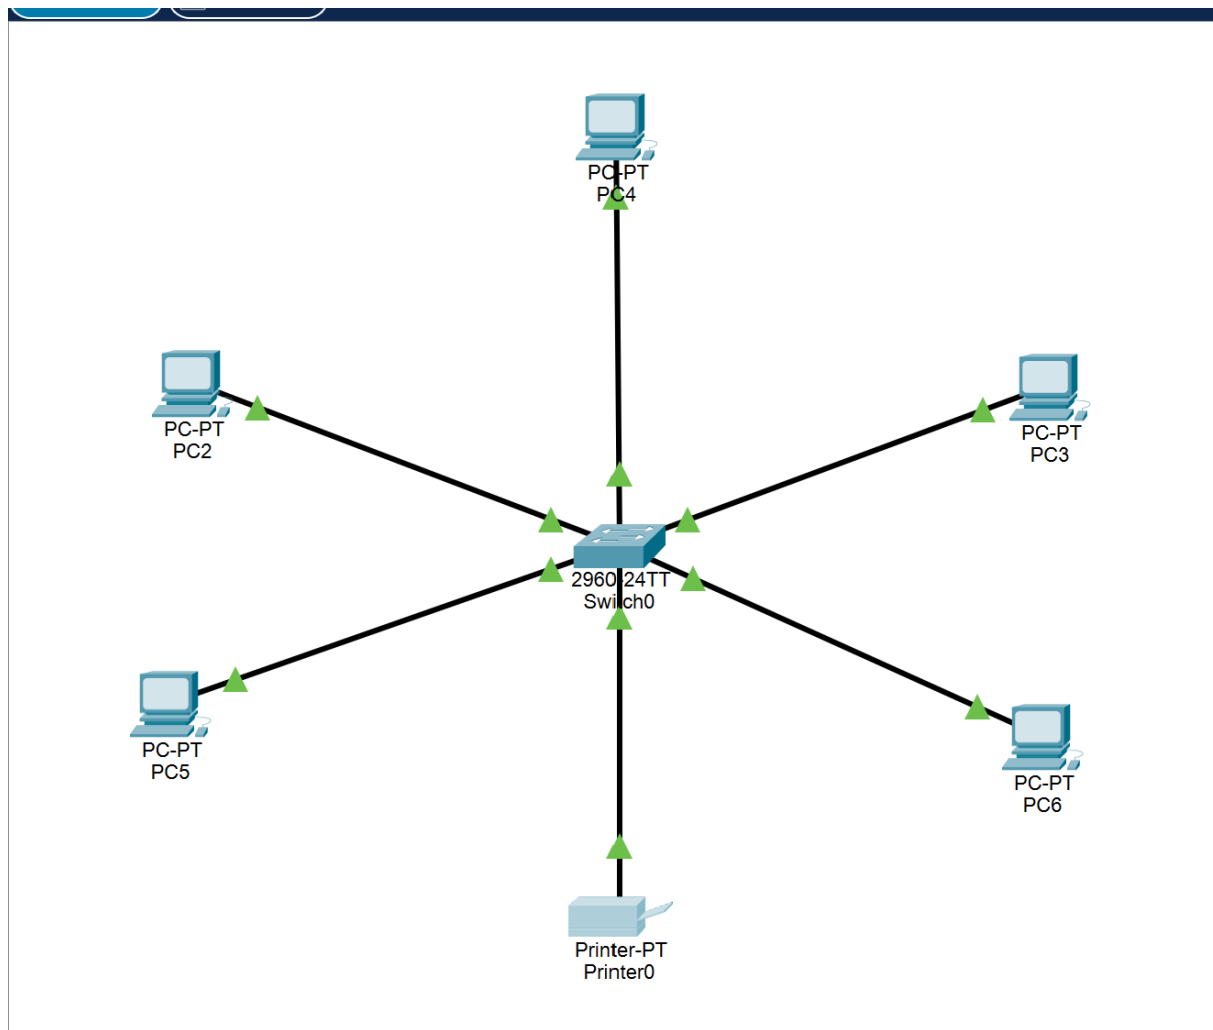 PC-PT
PC4
PC-PT
PC2
PC-PT
PC3
2960-24TT
Switch0
PC-PT
PC5
PC-PT
PC6
Printer-PT
Printer0